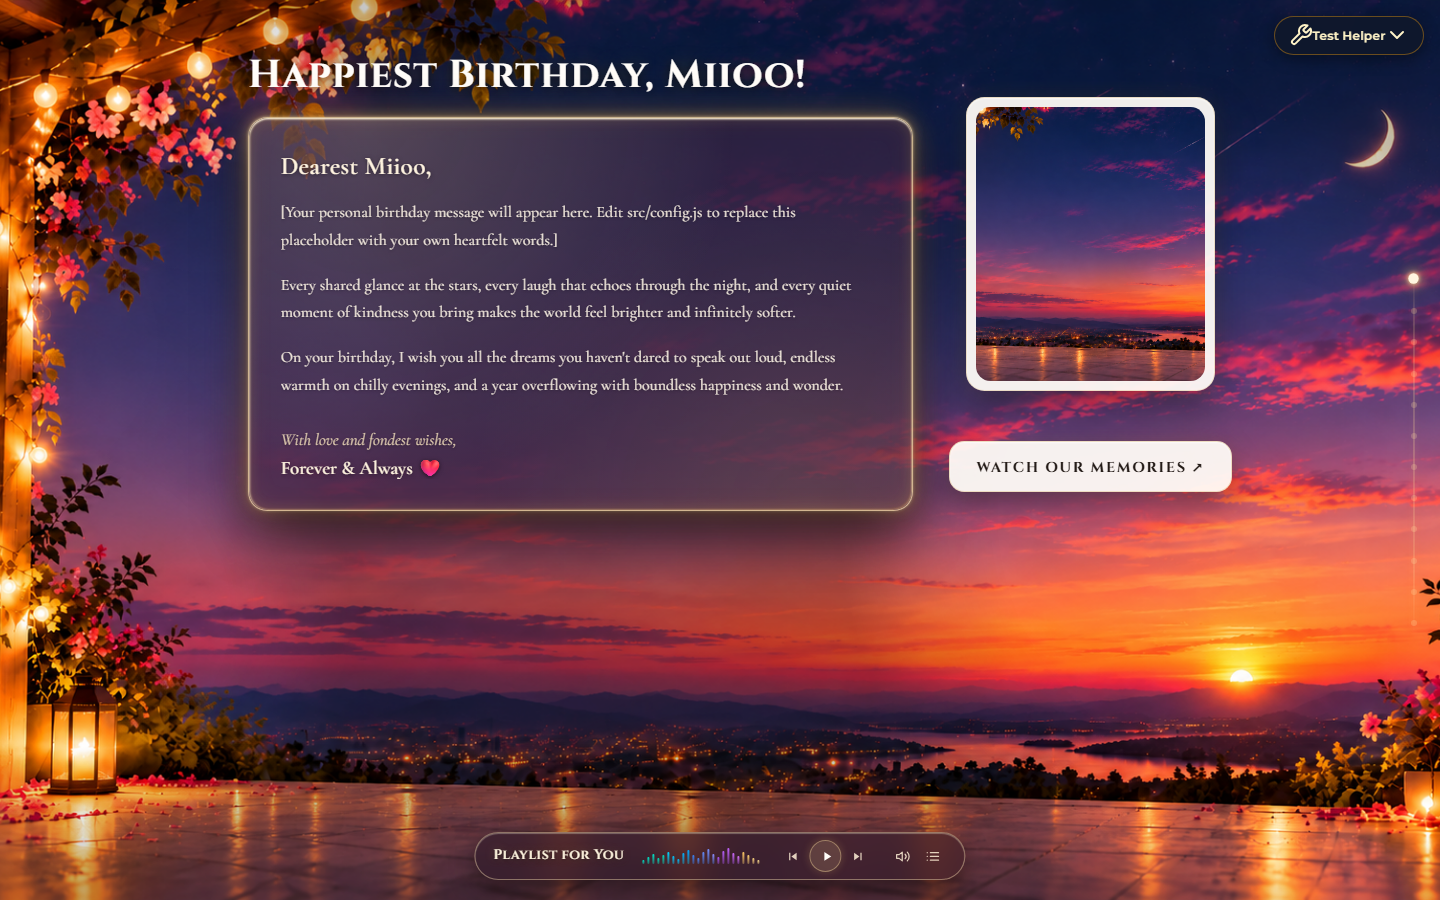 Test Helper
Happiest Birthday, Miioo!
Dearest Miioo,
[Your personal birthday message will appear here. Edit src/config.js to replace this
placeholder with your own heartfelt words.]
Every shared glance at the stars, every laugh that echoes through the night, and every quiet
moment of kindness you bring makes the world feel brighter and infinitely softer.
On your birthday, I wish you all the dreams you haven't dared to speak out loud, endless
warmth on chilly evenings, and a year overflowing with boundless happiness and wonder.
With love and fondest wishes,
Forever & Always
WATCH OUR MEMORIES ↗
Playlist for You